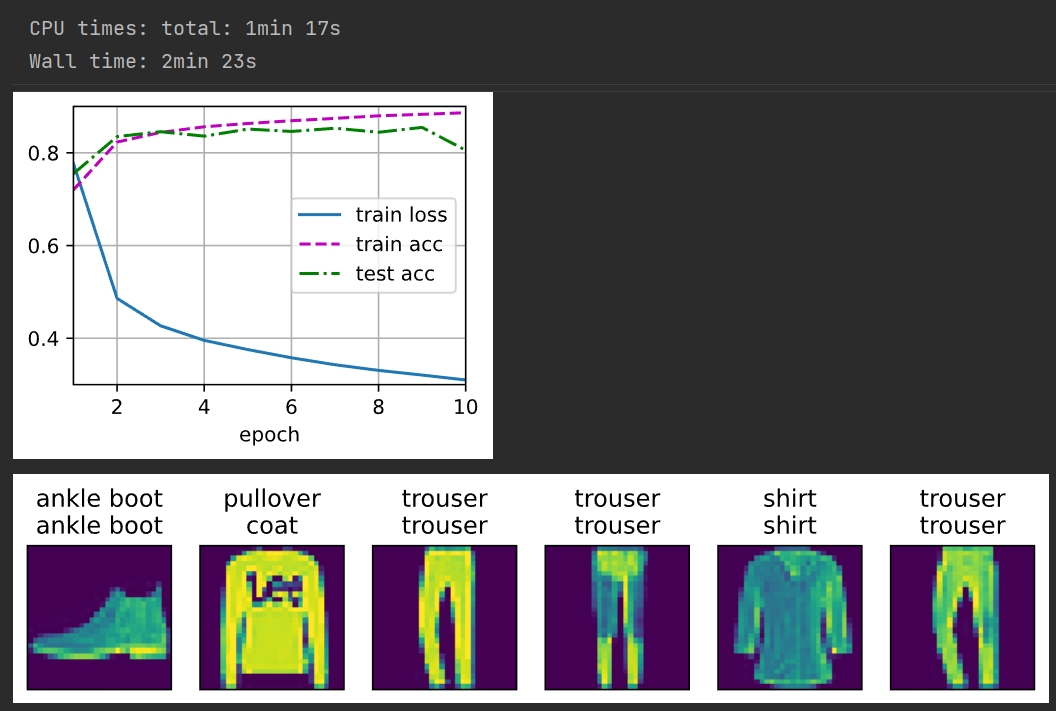 CPU times: total: 1min 17s
Wall time: 2min 23s
0.8
0.6
0.4
train loss
train acc
test acc
2 4 6 8 10
epoch
ankle boot pullover trouser trouser shirt trouser
ankle boot coat trouser trouser shirt trouser